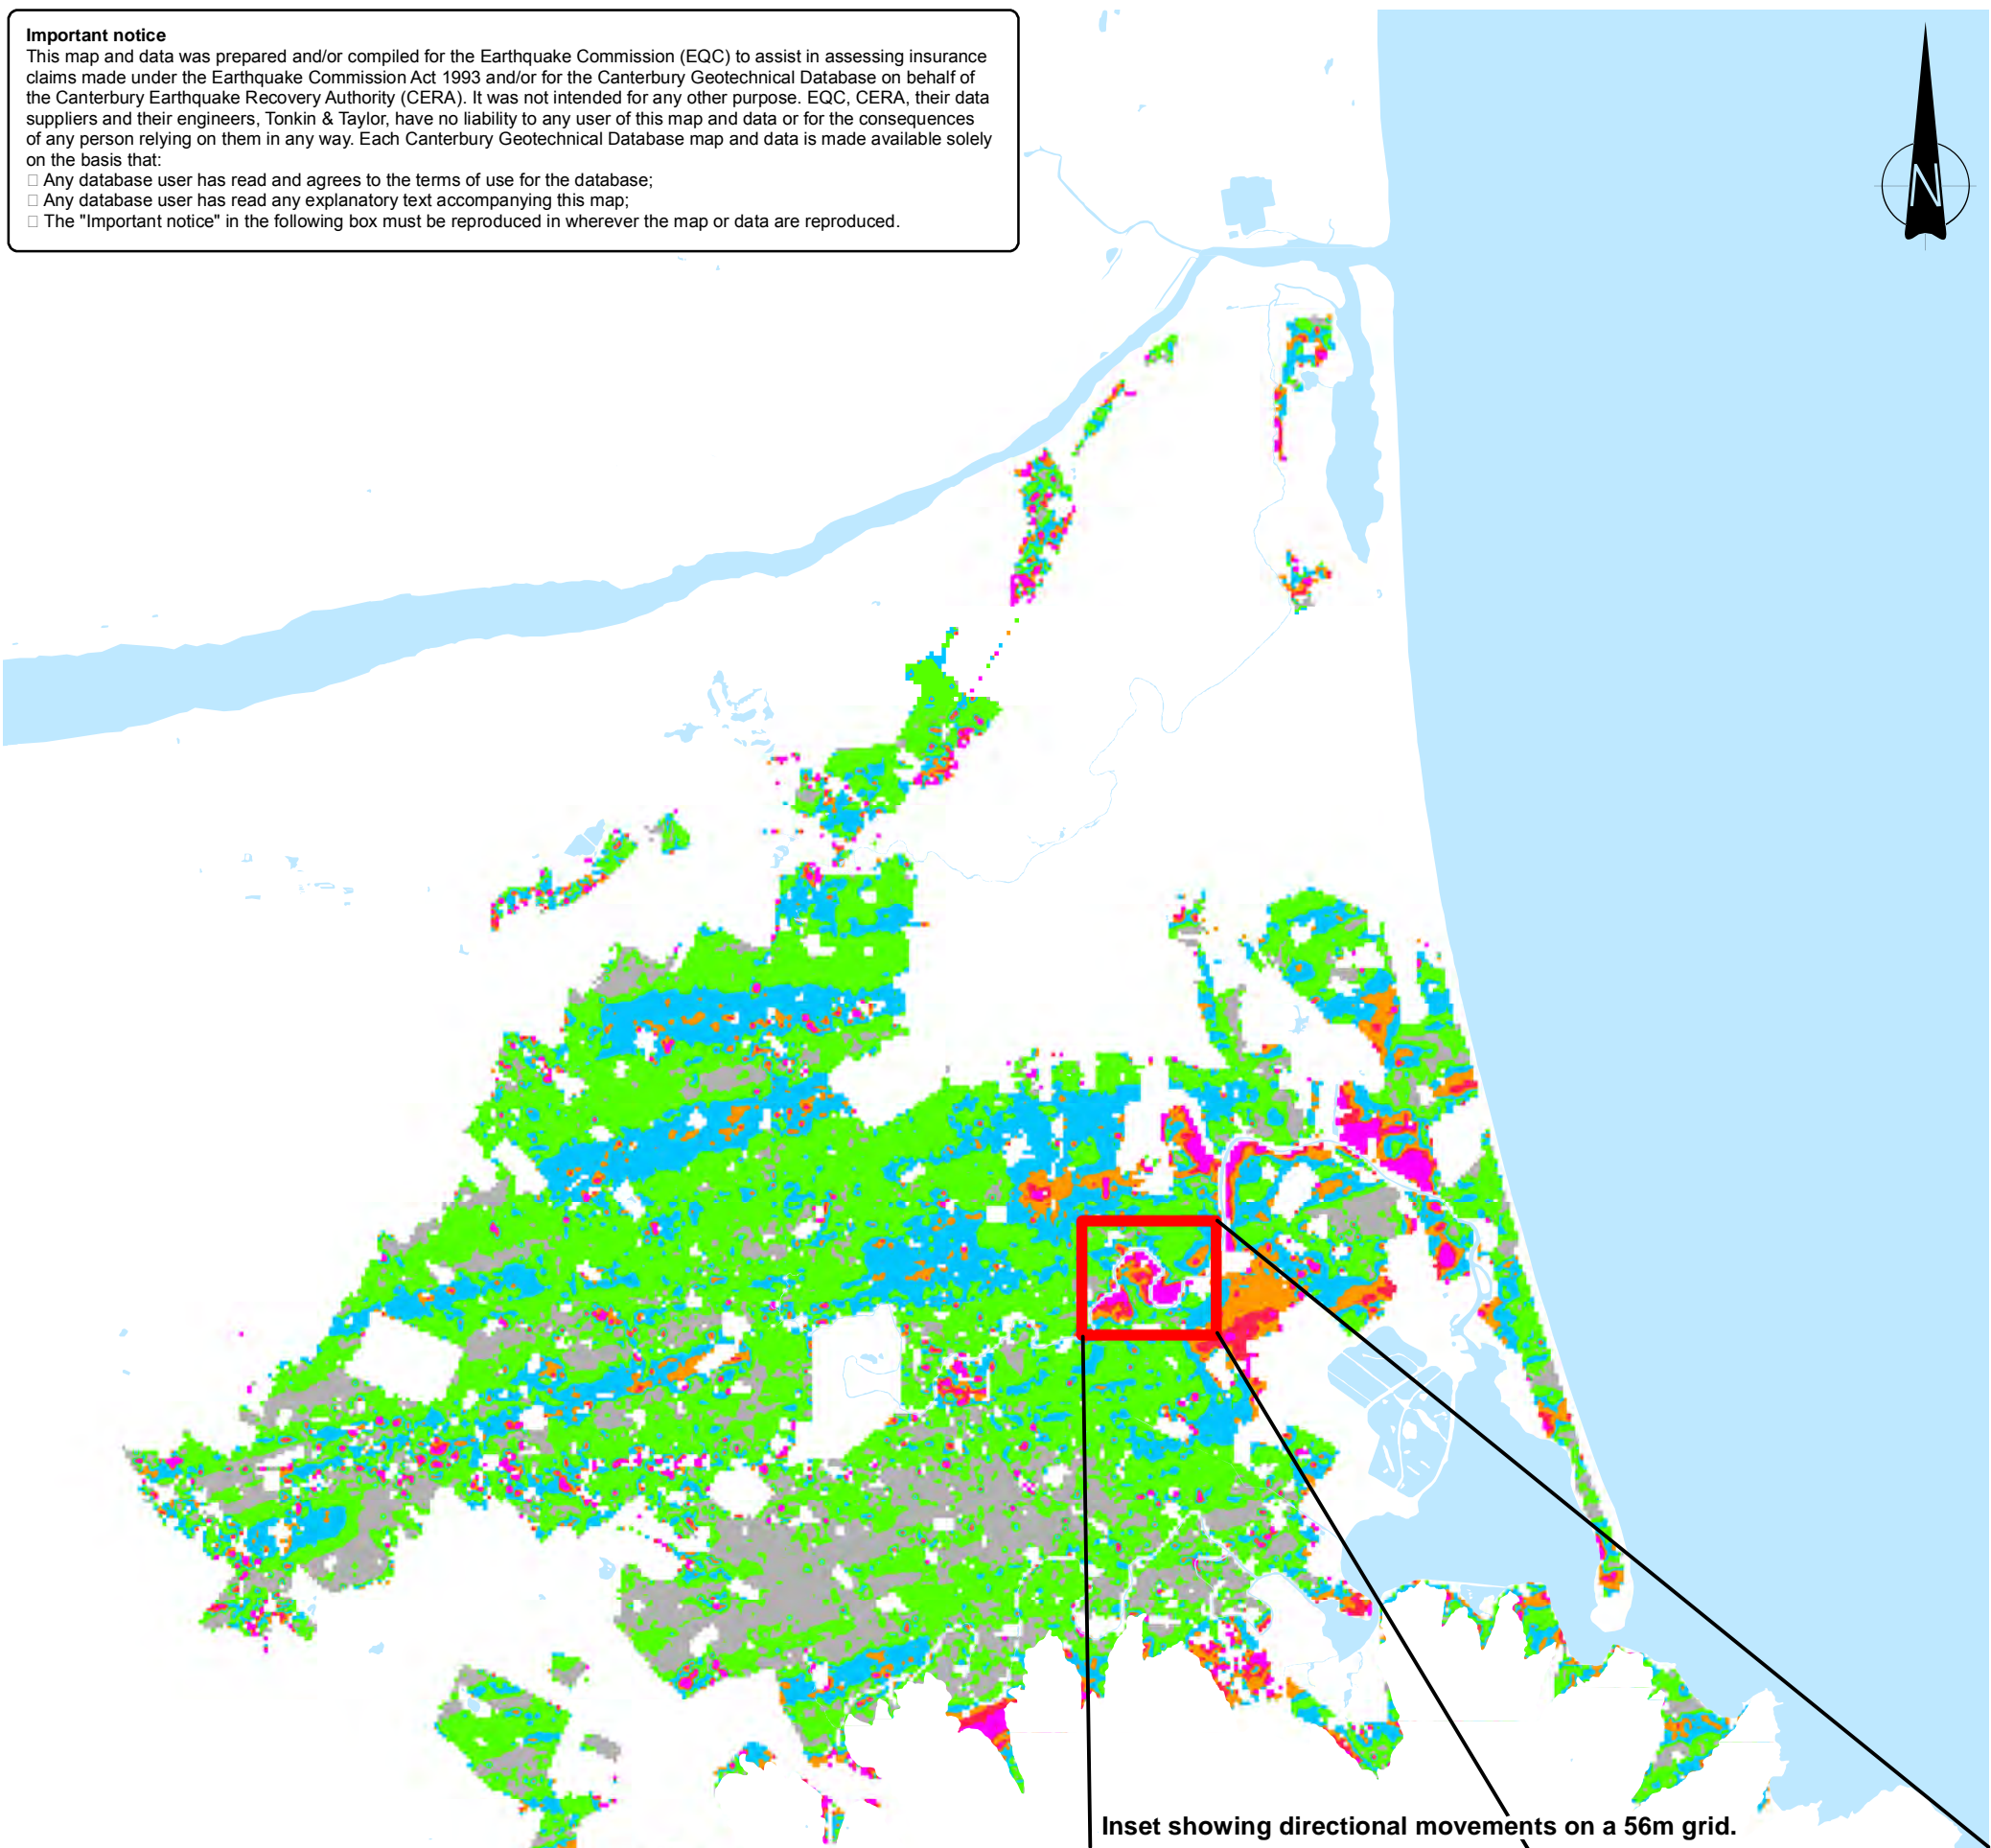 Important notice
This map and data was prepared and/or compiled for the Earthquake Commission (EQC) to assist in assessing insurance
claims made under the Earthquake Commission Act 1993 and/or for the Canterbury Geotechnical Database on behalf of
the Canterbury Earthquake Recovery Authority (CERA). It was not intended for any other purpose. EQC, CERA, their data
suppliers and their engineers, Tonkin & Taylor, have no liability to any user of this map and data or for the consequences
of any person relying on them in any way. Each Canterbury Geotechnical Database map and data is made available solely
on the basis that:
□ Any database user has read and agrees to the terms of use for the database;
□ Any database user has read any explanatory text accompanying this map;
□ The "Important notice" in the following box must be reproduced in wherever the map or data are reproduced.
N
Inset showing directional movements on a 56m grid.